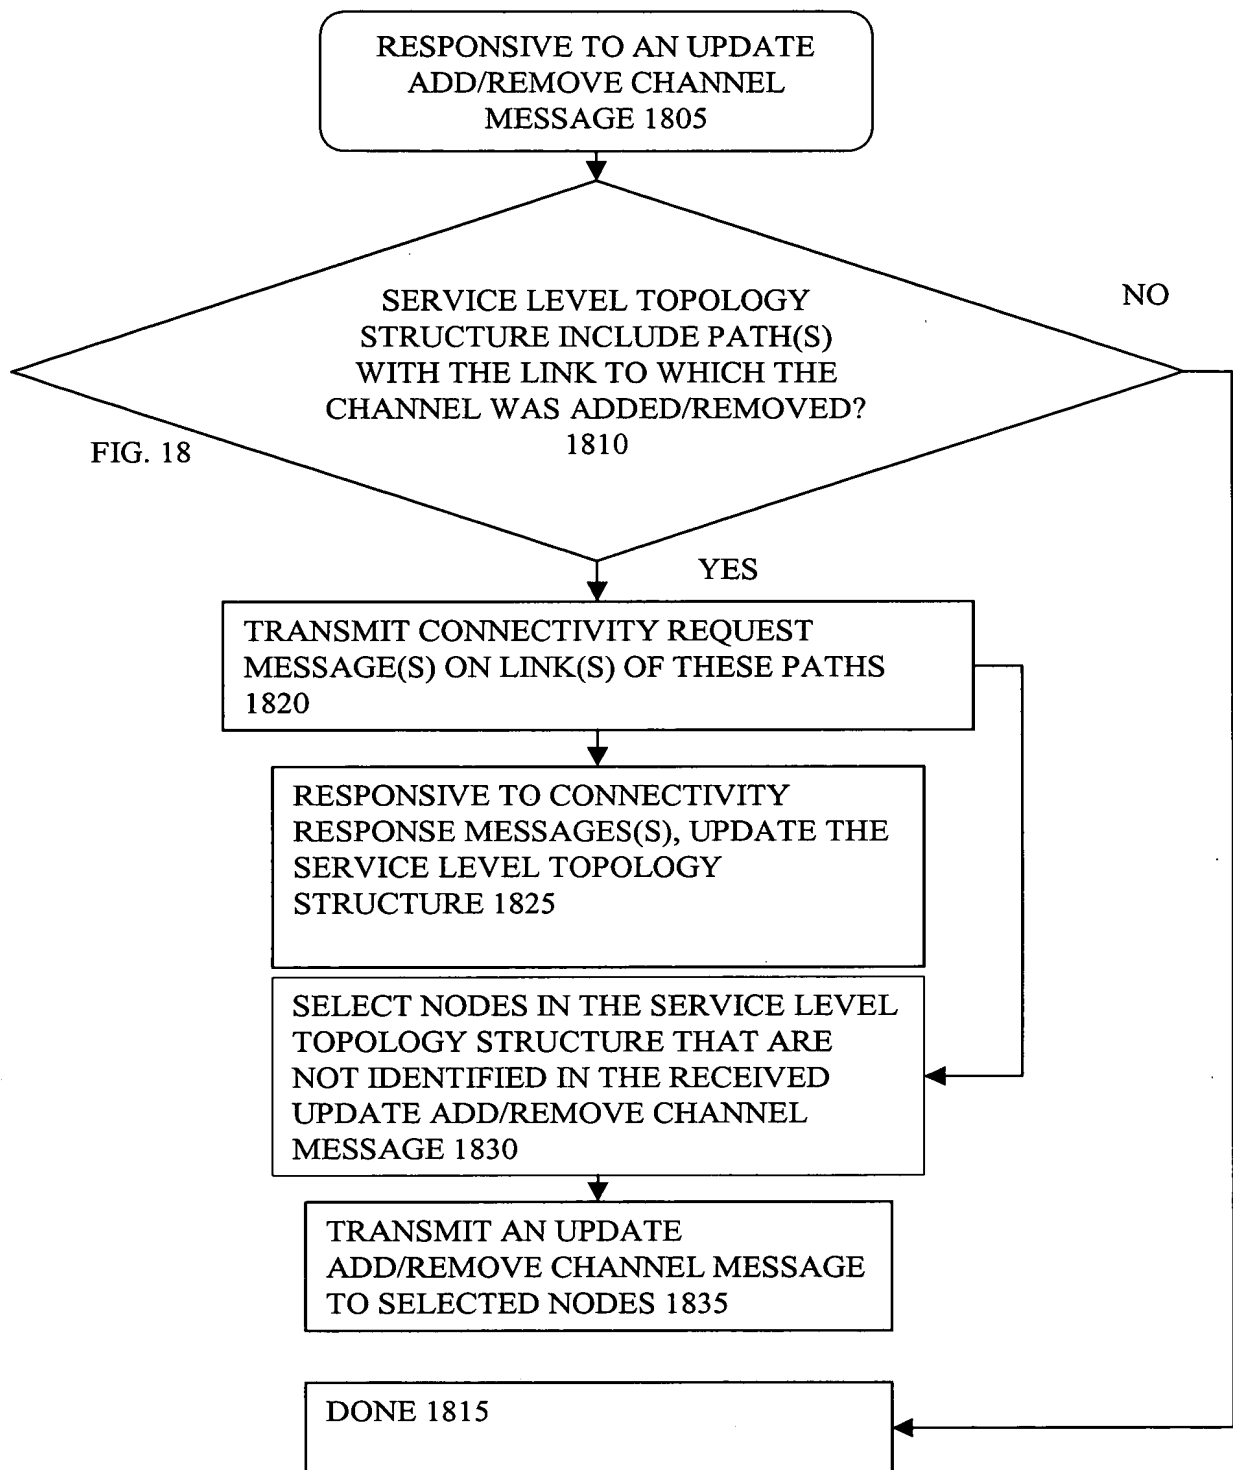 RESPONSIVE TO AN UPDATE
ADD/REMOVE CHANNEL
MESSAGE 1805
SERVICE LEVEL TOPOLOGY
STRUCTURE INCLUDE PATH(S)
WITH THE LINK TO WHICH THE
CHANNEL WAS ADDED/REMOVED?
1810
NO
FIG. 18
YES
TRANSMIT CONNECTIVITY REQUEST
MESSAGE(S) ON LINK(S) OF THESE PATHS
1820
RESPONSIVE TO CONNECTIVITY
RESPONSE MESSAGES(S), UPDATE THE
SERVICE LEVEL TOPOLOGY
STRUCTURE 1825
SELECT NODES IN THE SERVICE LEVEL
TOPOLOGY STRUCTURE THAT ARE
NOT IDENTIFIED IN THE RECEIVED
UPDATE ADD/REMOVE CHANNEL
MESSAGE 1830
TRANSMIT AN UPDATE
ADD/REMOVE CHANNEL MESSAGE
TO SELECTED NODES 1835
DONE 1815